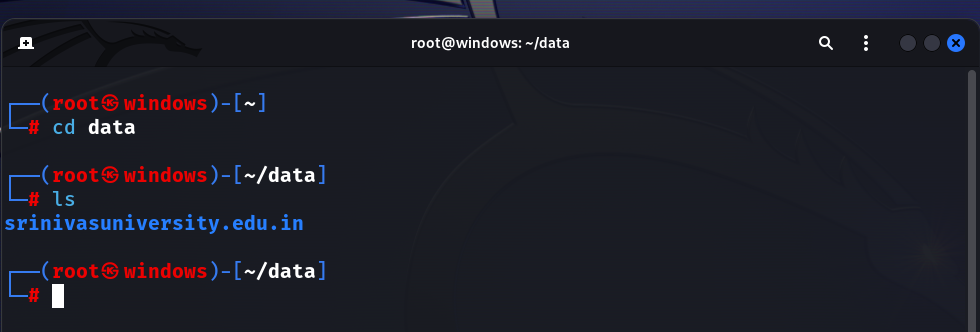 root@windows: ~/data
┌──(root㉿windows)-[~]
└─# cd data
┌──(root㉿windows)-[~/data]
└─# ls
srinivasuniversity.edu.in
┌──(root㉿windows)-[~/data]
└─#